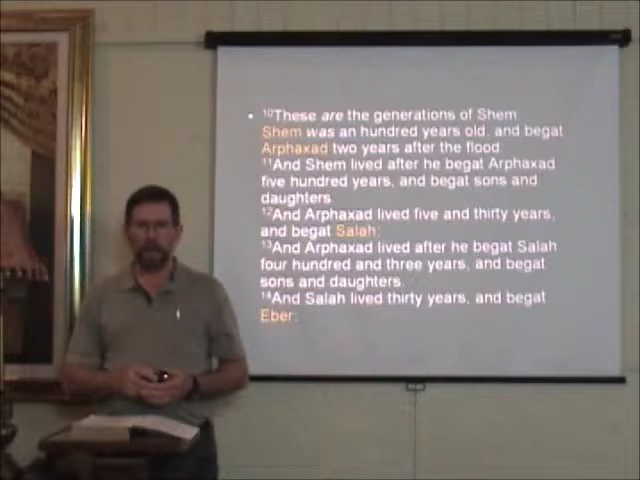 • ¹⁰These are the generations of Shem
Shem was an hundred years old, and begat
Arphaxad two years after the flood:
¹¹And Shem lived after he begat Arphaxad
five hundred years, and begat sons and
daughters.
¹²And Arphaxad lived five and thirty years,
and begat Salah:
¹³And Arphaxad lived after he begat Salah
four hundred and three years, and begat
sons and daughters.
¹⁴And Salah lived thirty years, and begat
Eber: